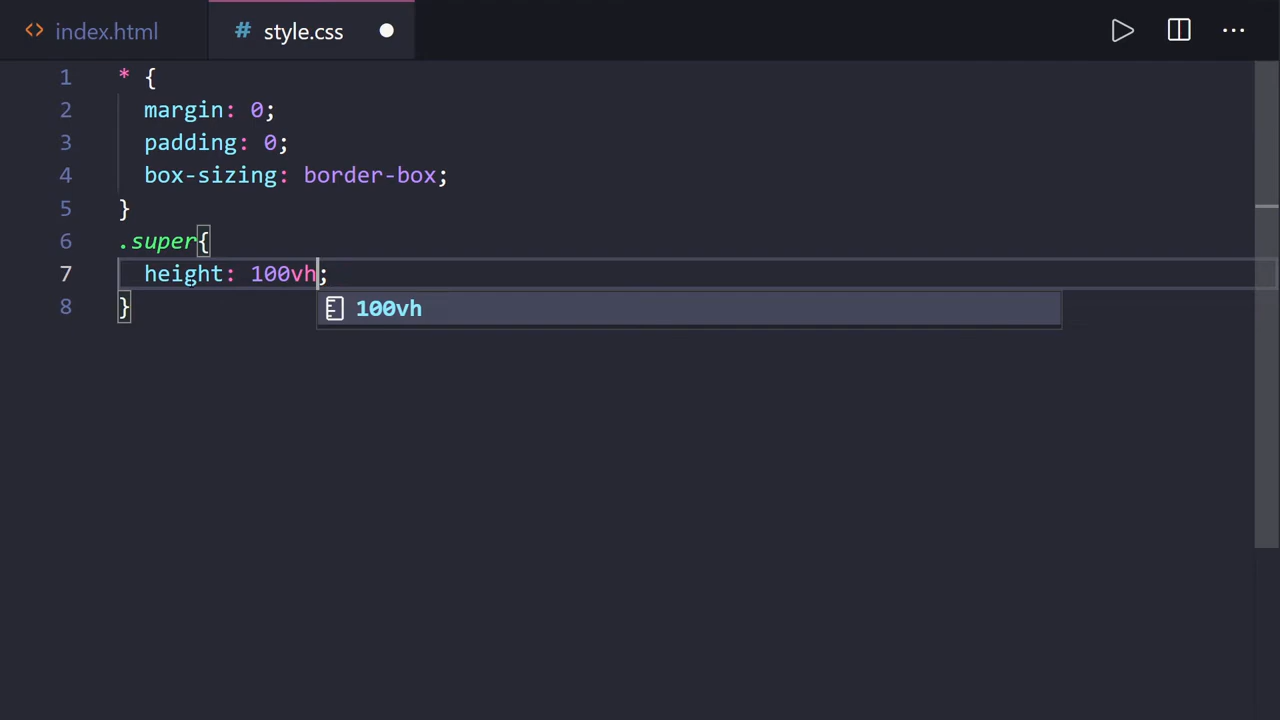 index.html style.css
1 * {
2 margin: 0;
3 padding: 0;
4 box-sizing: border-box;
5 }
6 .super{
7 height: 100vh;
8 } 100vh